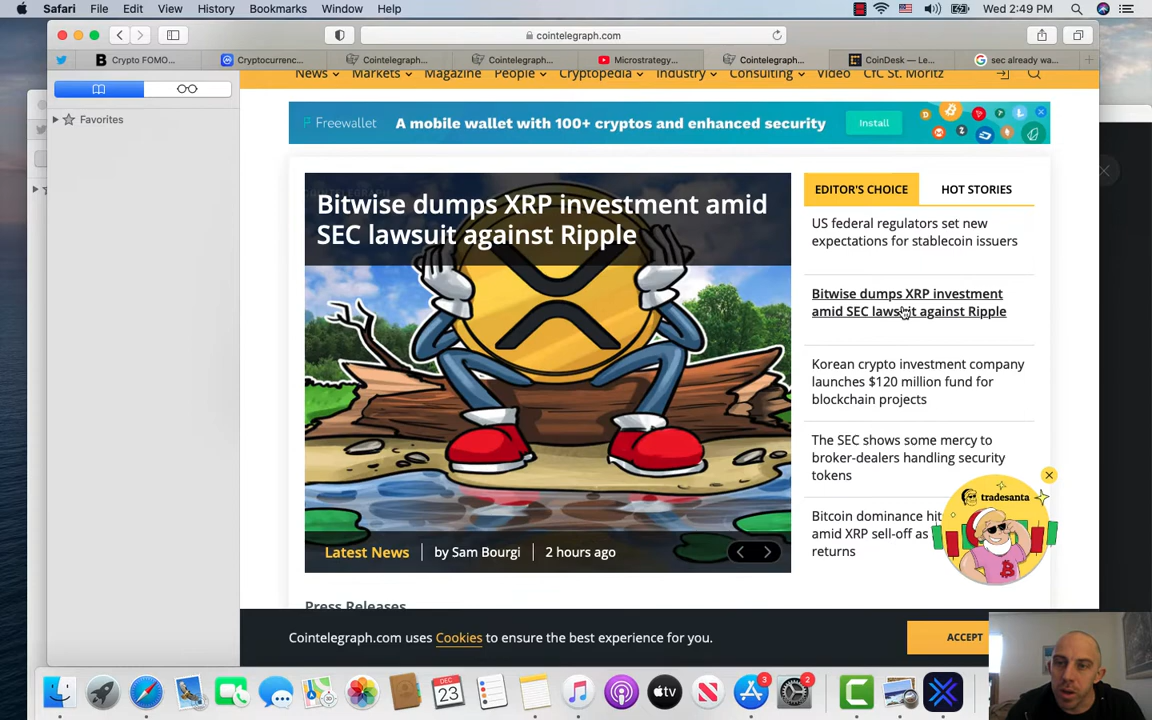 Safari File Edit View History Bookmarks Window Help
Wed 2:49 PM
cointelegraph.com
Crypto FOMO...
Cryptocurrenc...
Cointelegraph...
Cointelegraph...
Microstrategy...
Cointelegraph...
CoinDesk — Le...
sec already wa...
Favorites
News Markets Magazine People Cryptopedia Industry Consulting Video CfC St. Moritz
Freewallet A mobile wallet with 100+ cryptos and enhanced security Install
Bitwise dumps XRP investment amid
SEC lawsuit against Ripple
Latest News by Sam Bourgi 2 hours ago
EDITOR'S CHOICE HOT STORIES
US federal regulators set new
expectations for stablecoin issuers
Bitwise dumps XRP investment
amid SEC lawsuit against Ripple
Korean crypto investment company
launches $120 million fund for
blockchain projects
The SEC shows some mercy to
broker-dealers handling security
tokens
Bitcoin dominance hit
amid XRP sell-off as
returns
tradesanta
Press Releases
Cointelegraph.com uses Cookies to ensure the best experience for you.
ACCEPT
DEC
23
tv
3
2